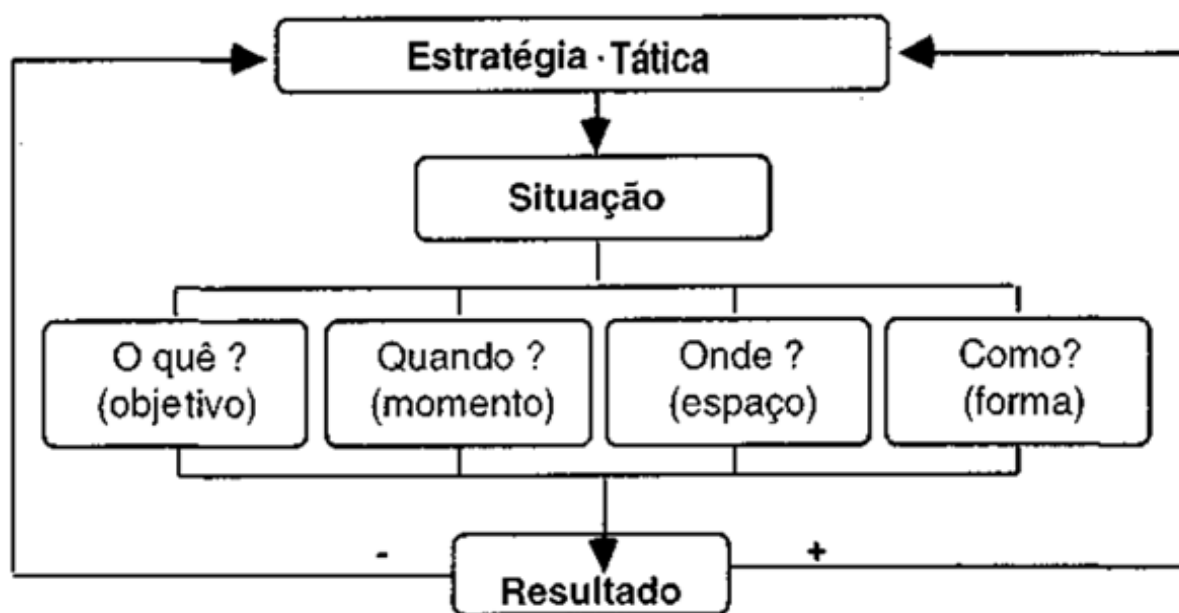 Estratégia · Tática
Situação
O quê ?
(objetivo)
Quando ?
(momento)
Onde ?
(espaço)
Como?
(forma)
-
+
Resultado